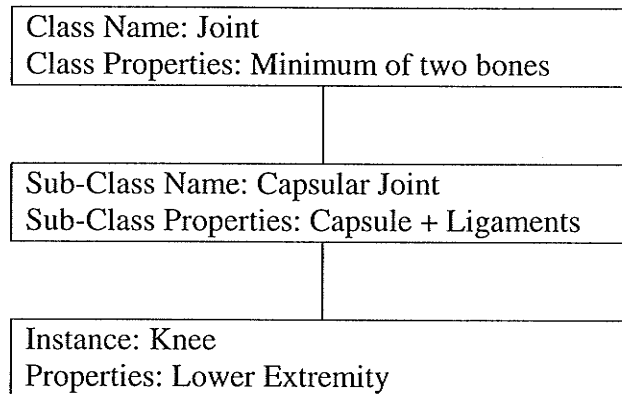 Class Name: Joint
Class Properties: Minimum of two bones
Sub-Class Name: Capsular Joint
Sub-Class Properties: Capsule + Ligaments
Instance: Knee
Properties: Lower Extremity